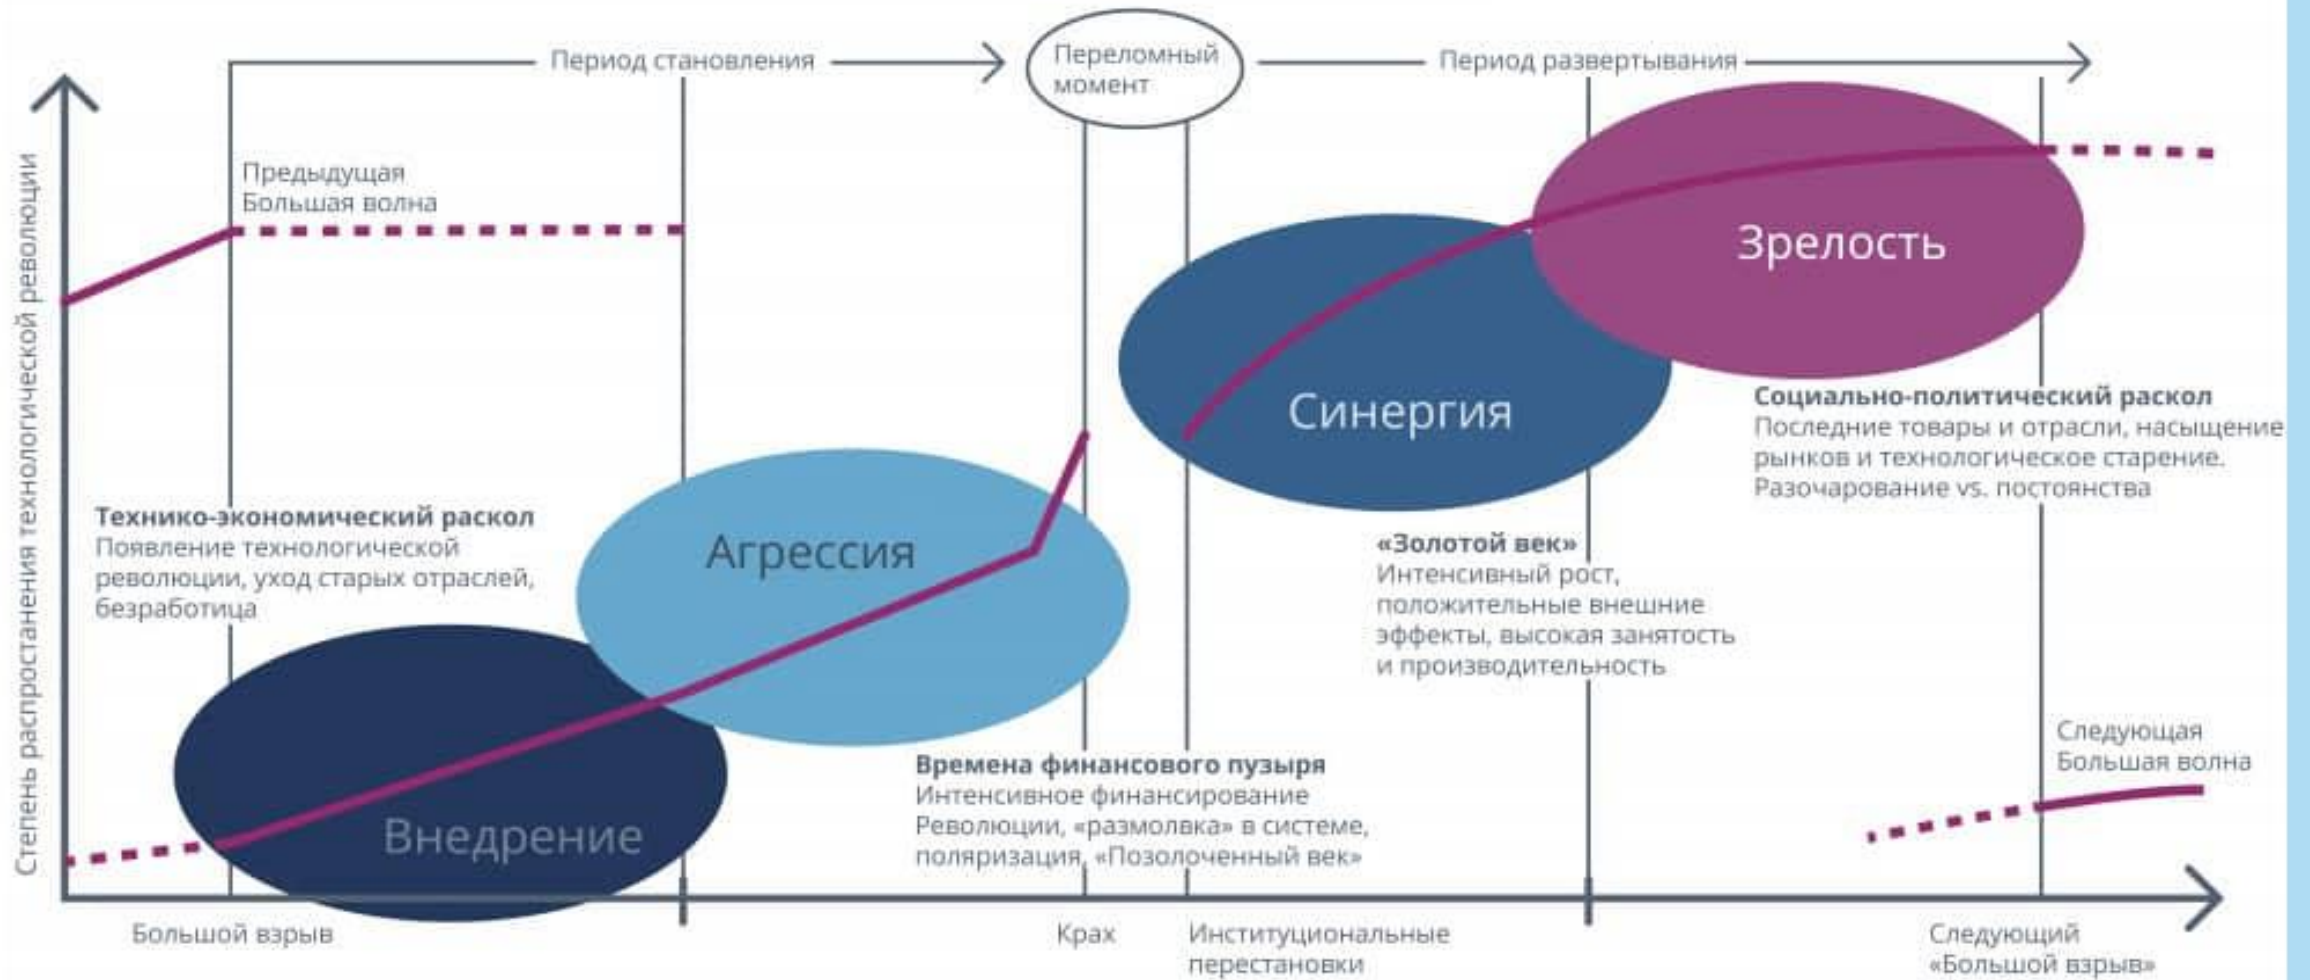 Период становления
Переломный
момент
Период развертывания
Степень распростанения технологической революции
Предыдущая
Большая волна
Зрелость
Синергия
Социально-политический раскол
Последние товары и отрасли, насыщение
рынков и технологическое старение.
Разочарование vs. постоянства
Технико-экономический раскол
Появление технологической
революции, уход старых отраслей,
безработица
Агрессия
«Золотой век»
Интенсивный рост,
положительные внешние
эффекты, высокая занятость
и производительность
Внедрение
Времена финансового пузыря
Интенсивное финансирование
Революции, «размолвка» в системе,
поляризация, «Позолоченный век»
Следующая
Большая волна
Большой взрыв
Крах
Институциональные
перестановки
Следующий
«Большой взрыв»